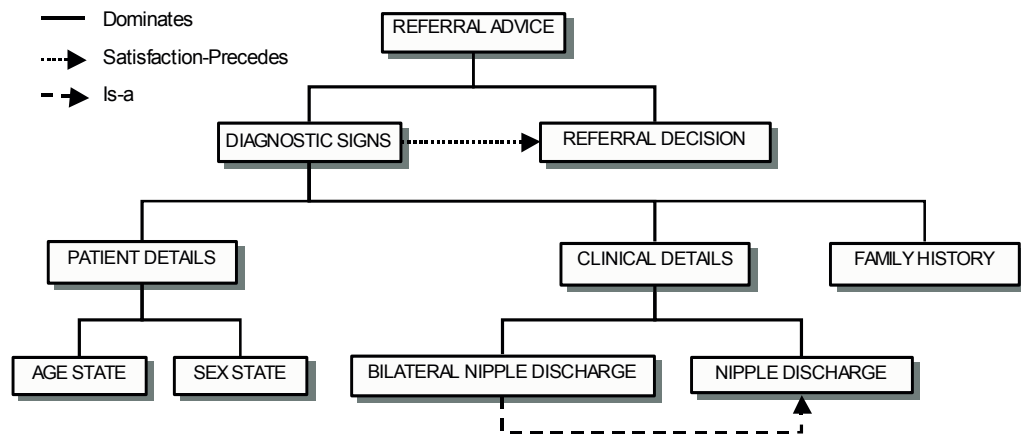 Dominates
Satisfaction-Precedes
Is-a
REFERRAL ADVICE
DIAGNOSTIC SIGNS
REFERRAL DECISION
PATIENT DETAILS
CLINICAL DETAILS
FAMILY HISTORY
AGE STATE
SEX STATE
BILATERAL NIPPLE DISCHARGE
NIPPLE DISCHARGE